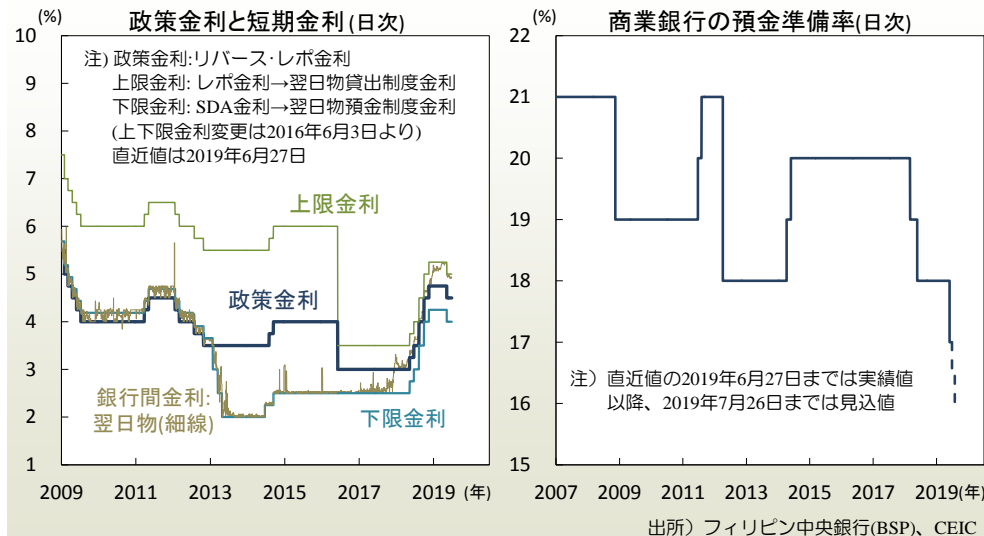 政策金利と短期金利(日次)
(%)
10
9
8
7
6
5
4
3
2
1
注) 政策金利:リバース・レポ金利
上限金利: レポ金利→翌日物貸出制度金利
下限金利: SDA金利→翌日物預金制度金利
(上下限金利変更は2016年6月3日より)
直近値は2019年6月27日
上限金利
政策金利
銀行間金利:
翌日物(細線)
下限金利
2009 2011 2013 2015 2017 2019 (年)
商業銀行の預金準備率(日次)
(%)
22
21
20
19
18
17
16
15
注）直近値の2019年6月27日までは実績値
以降、2019年7月26日までは見込値
2007 2009 2011 2013 2015 2017 2019(年)
出所）フィリピン中央銀行(BSP)、CEIC